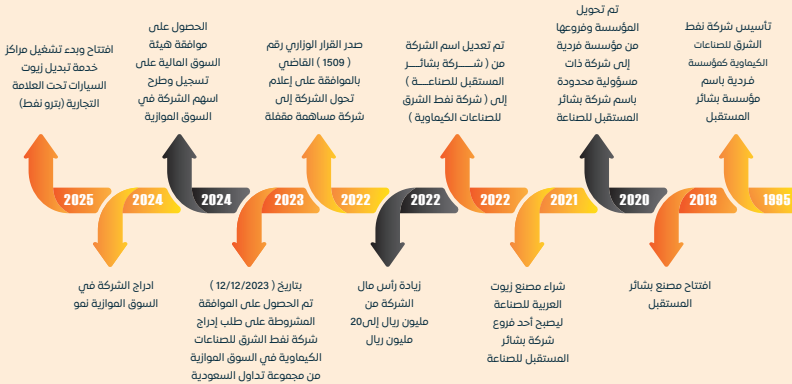 تأسيس شركة نفط
الشرق للصناعات
الكيماوية كمؤسسة
فردية باسم
مؤسسة بشائر
المستقبل
1995
2013
افتتاح مصنع بشائر
المستقبل
تم تحويل
المؤسسة وفروعها
من مؤسسة فردية
إلى شركة ذات
مسؤولية محدودة
باسم شركة بشائر
المستقبل للصناعة
2020
2021
شراء مصنع زيوت
العربية للصناعة
ليصبح أحد فروع
شركة بشائر
المستقبل للصناعة
تم تعديل اسم الشركة
من ( شــــركة بشائــــر
المستقبل للصناعــــة )
إلى ( شركة نفط الشرق
للصناعات الكيماوية )
2022
2022
زيادة رأس مال
الشركة من
مليون ريال إلى20
مليون ريال
صدر القرار الوزاري رقم
( 1509 ) القاضي
بالموافقة على إعلام
تحول الشركة إلى
شركة مساهمة مقفلة
2022
2023
بتاريخ ( 12/12/2023 )
تم الحصول على الموافقة
المشروطة على طلب إدراج
شركة نفط الشرق للصناعات
الكيماوية في السوق الموازية
من مجموعة تداول السعودية
الحصول على
موافقة هيئة
السوق المالية على
تسجيل وطرح
اسهم الشركة في
السوق الموازية
2024
2024
ادراج الشركة في
السوق الموازية نمو
افتتاح وبدء تشغيل مراكز
خدمة تبديل زيوت
السيارات تحت العلامة
التجارية (بترو نفط)
2025